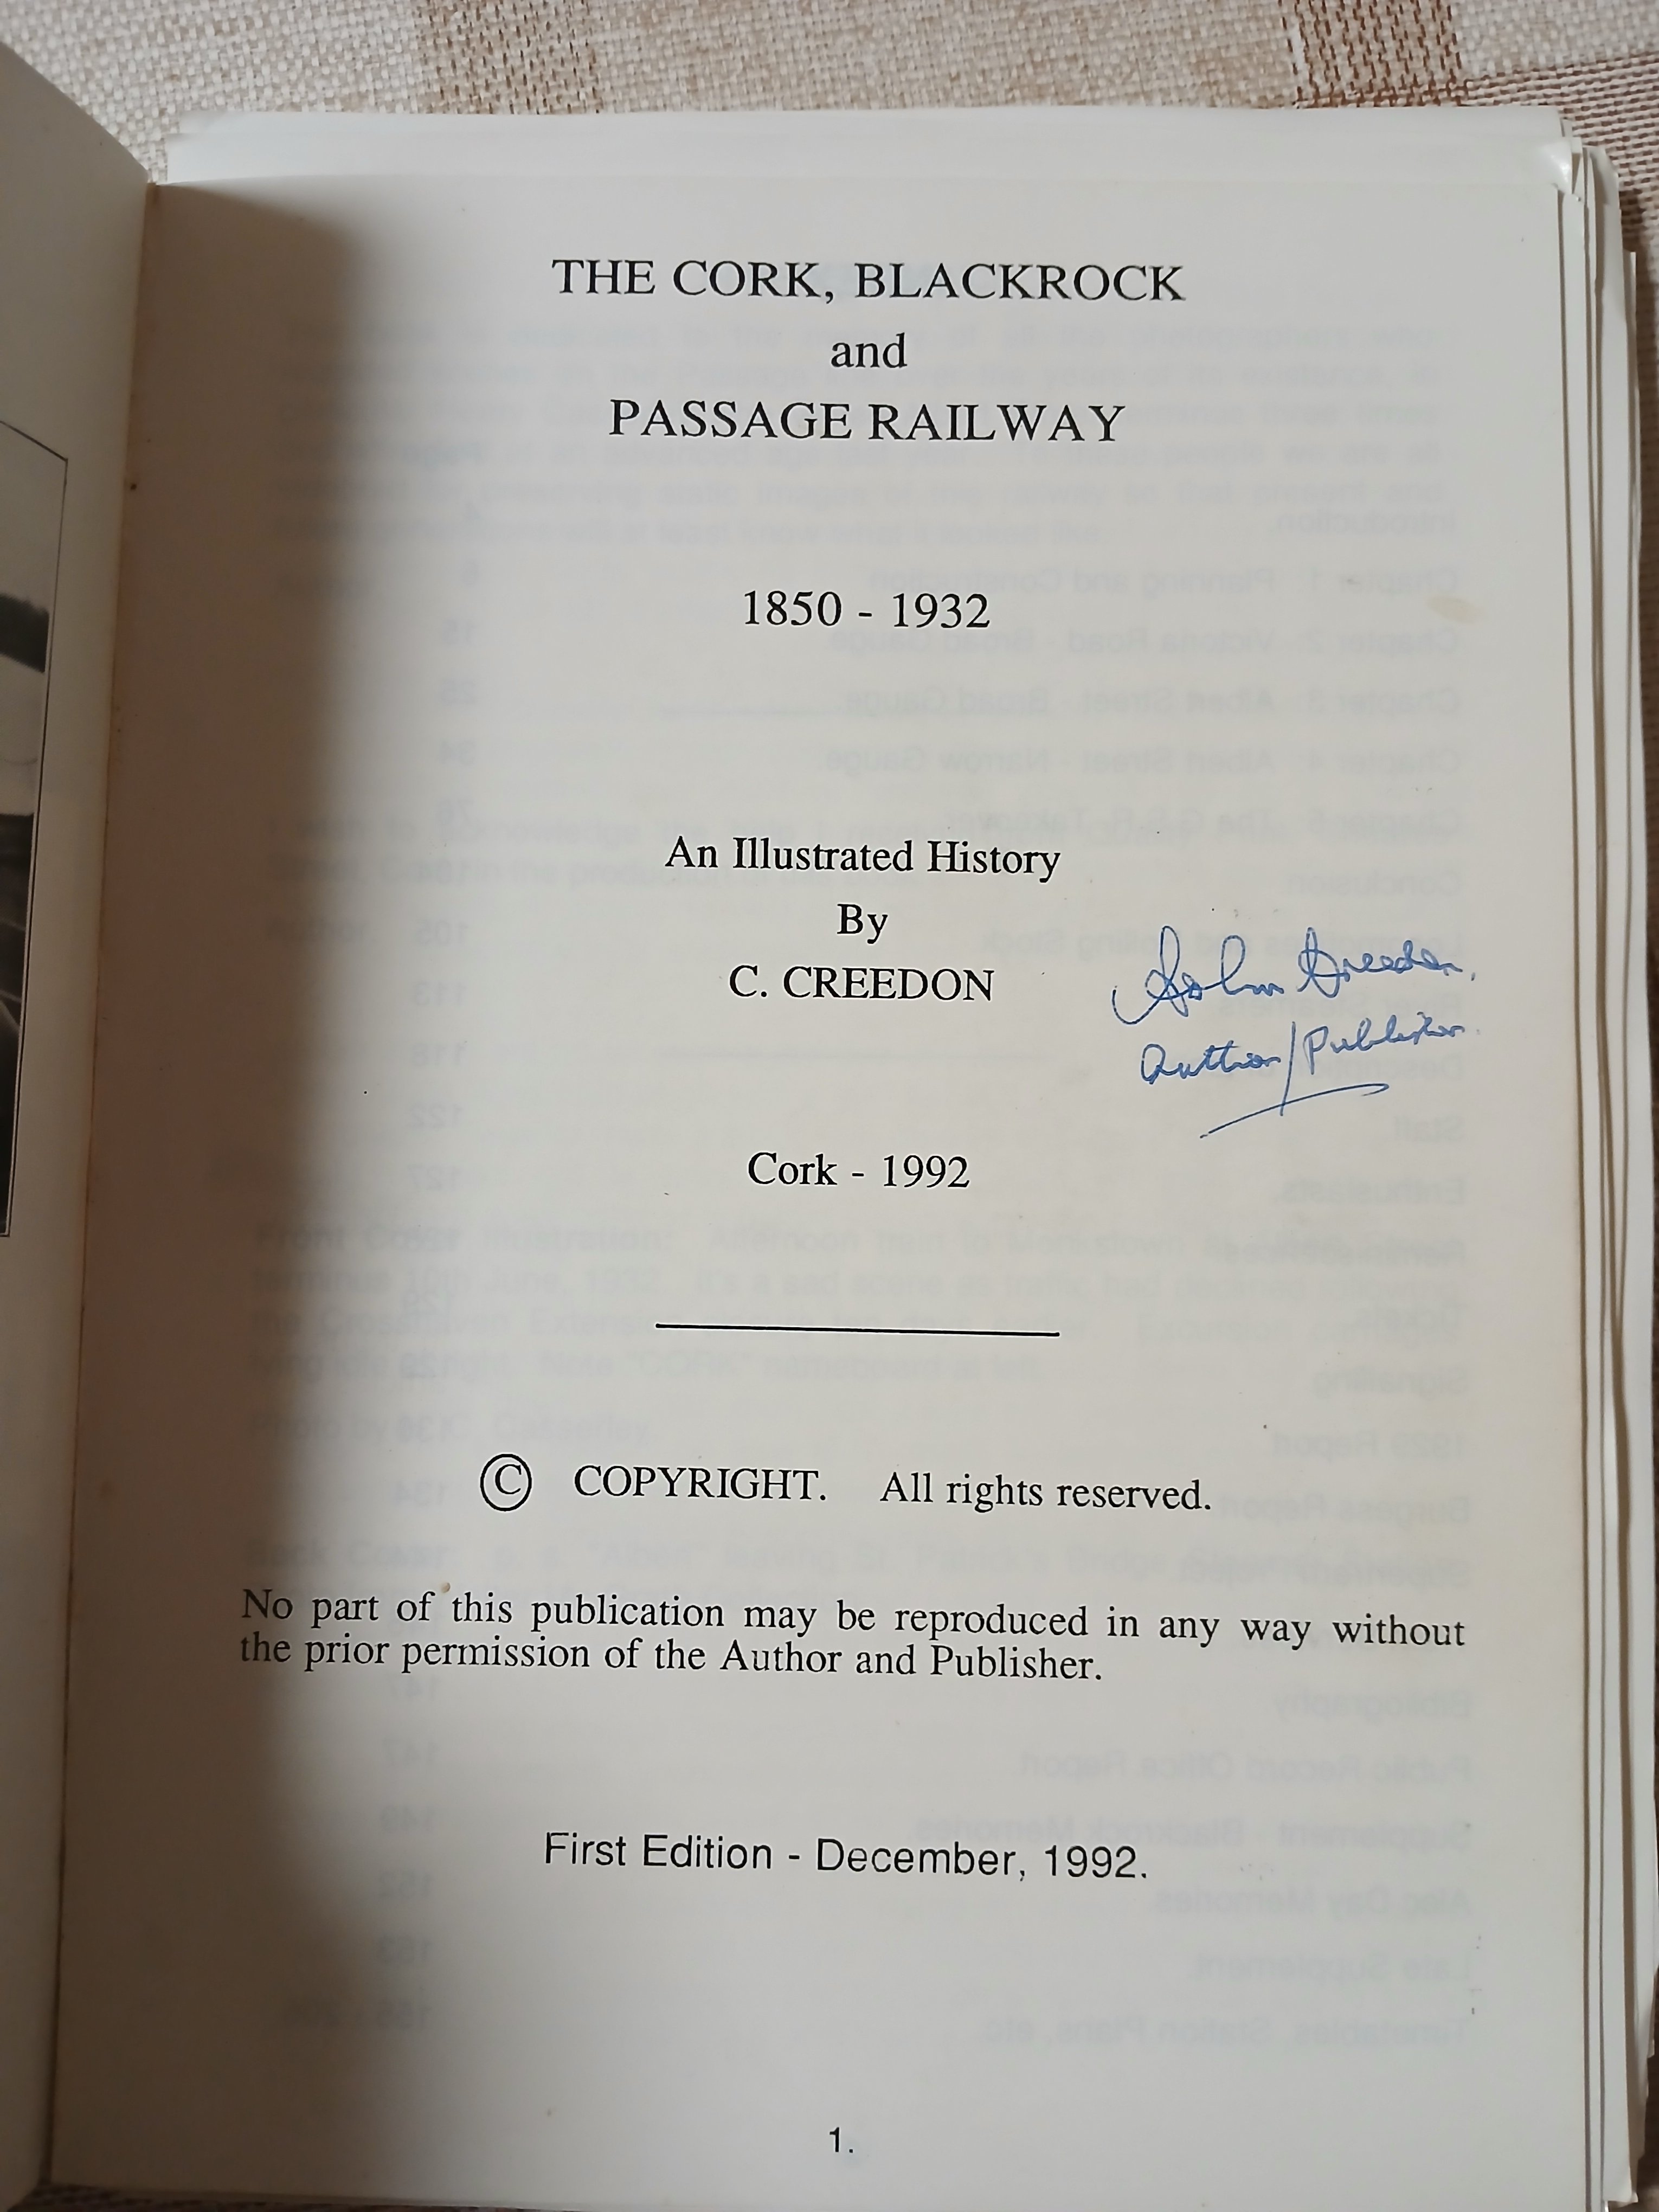 THE CORK, BLACKROCK
and
PASSAGE RAILWAY
1850 - 1932
An Illustrated History
By
C. CREEDON
Colm Creedon.
Author/Publisher
Cork - 1992
© COPYRIGHT. All rights reserved.
No part of this publication may be reproduced in any way without
the prior permission of the Author and Publisher.
First Edition - December, 1992.
1.